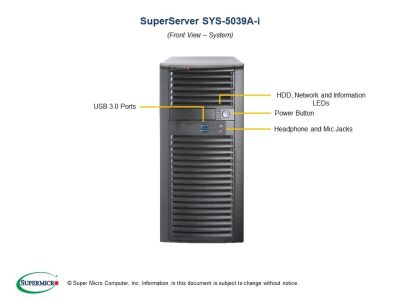 SuperServer SYS-5039A-i
(Front View – System)
HDD, Network and Information
LEDs
USB 3.0 Ports
Power Button
Headphone and Mic Jacks
SUPERMICRO
© Super Micro Computer, Inc. Information in this document is subject to change without notice.